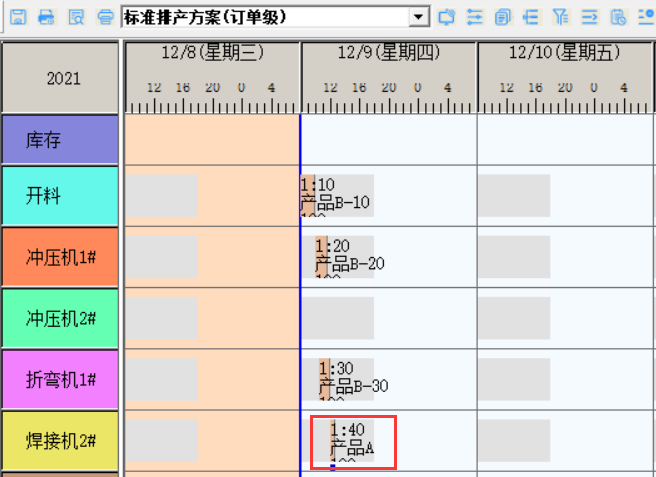 标准排产方案(订单级)
2021
12/8(星期三)
12/9(星期四)
12/10(星期五)
12 16 20 0 4
12 16 20 0 4
12 16 20 0 4
库存
开料
1:10
产品B-10
冲压机1#
1:20
产品B-20
冲压机2#
折弯机1#
1:30
产品B-30
焊接机2#
1:40
产品A